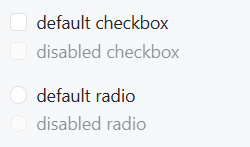 default checkbox
disabled checkbox
default radio
disabled radio